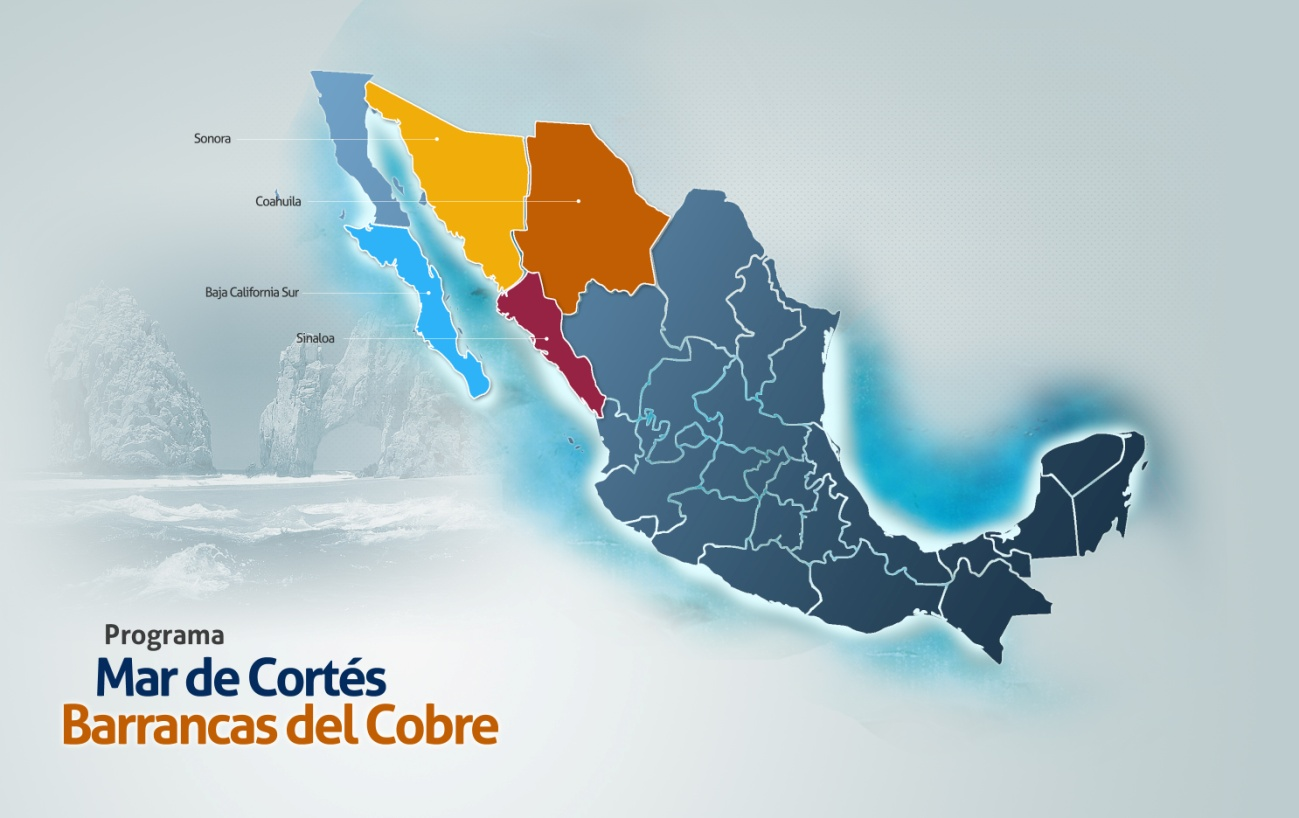 Sonora
Coahuila
Baja California Sur
Sinaloa
Programa
Mar de Cortés
Barrancas del Cobre